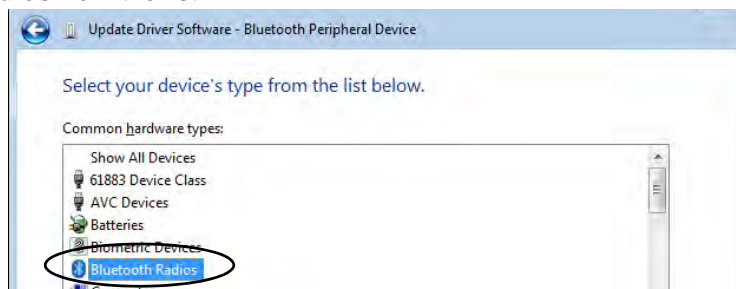 Update Driver Software - Bluetooth Peripheral Device
Select your device's type from the list below.
Common hardware types:
Show All Devices
61883 Device Class
AVC Devices
Batteries
Biometric Devices
Bluetooth Radios